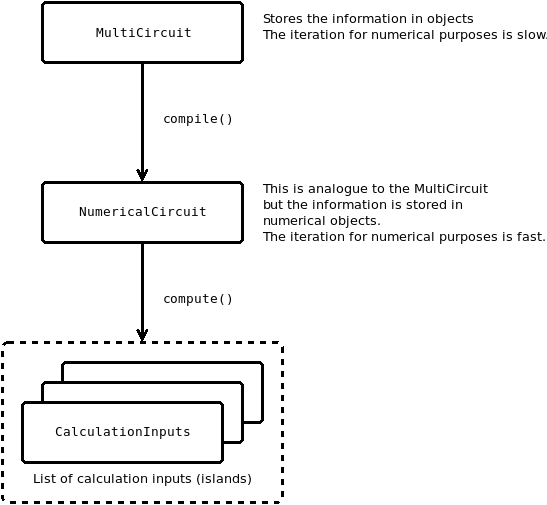 MultiCircuit
Stores the information in objects
The iteration for numerical purposes is slow.
compile()
NumericalCircuit
This is analogue to the MultiCircuit
but the information is stored in
numerical objects.
The iteration for numerical purposes is fast.
compute()
CalculationInputs
List of calculation inputs (islands)